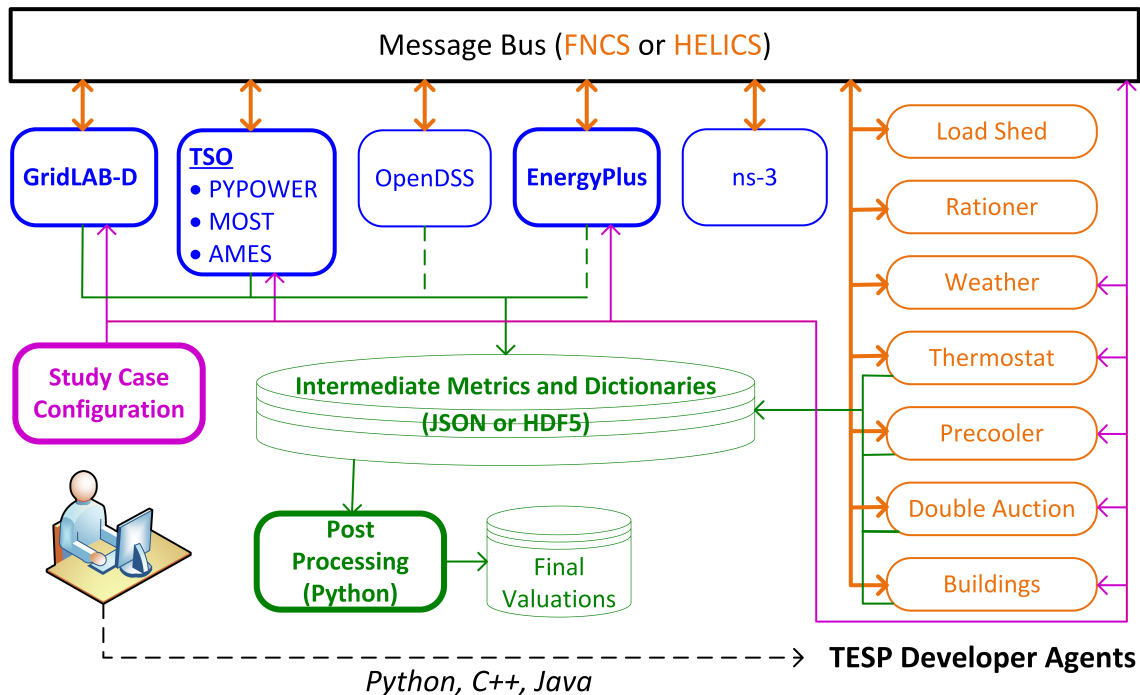 Message Bus (FNCS or HELICS)
GridLAB-D
TSO
• PYPOWER
• MOST
• AMES
OpenDSS
EnergyPlus
ns-3
Load Shed
Rationer
Weather
Thermostat
Precooler
Double Auction
Buildings
Study Case
Configuration
Intermediate Metrics and Dictionaries
(JSON or HDF5)
Post
Processing
(Python)
Final
Valuations
TESP Developer Agents
Python, C++, Java